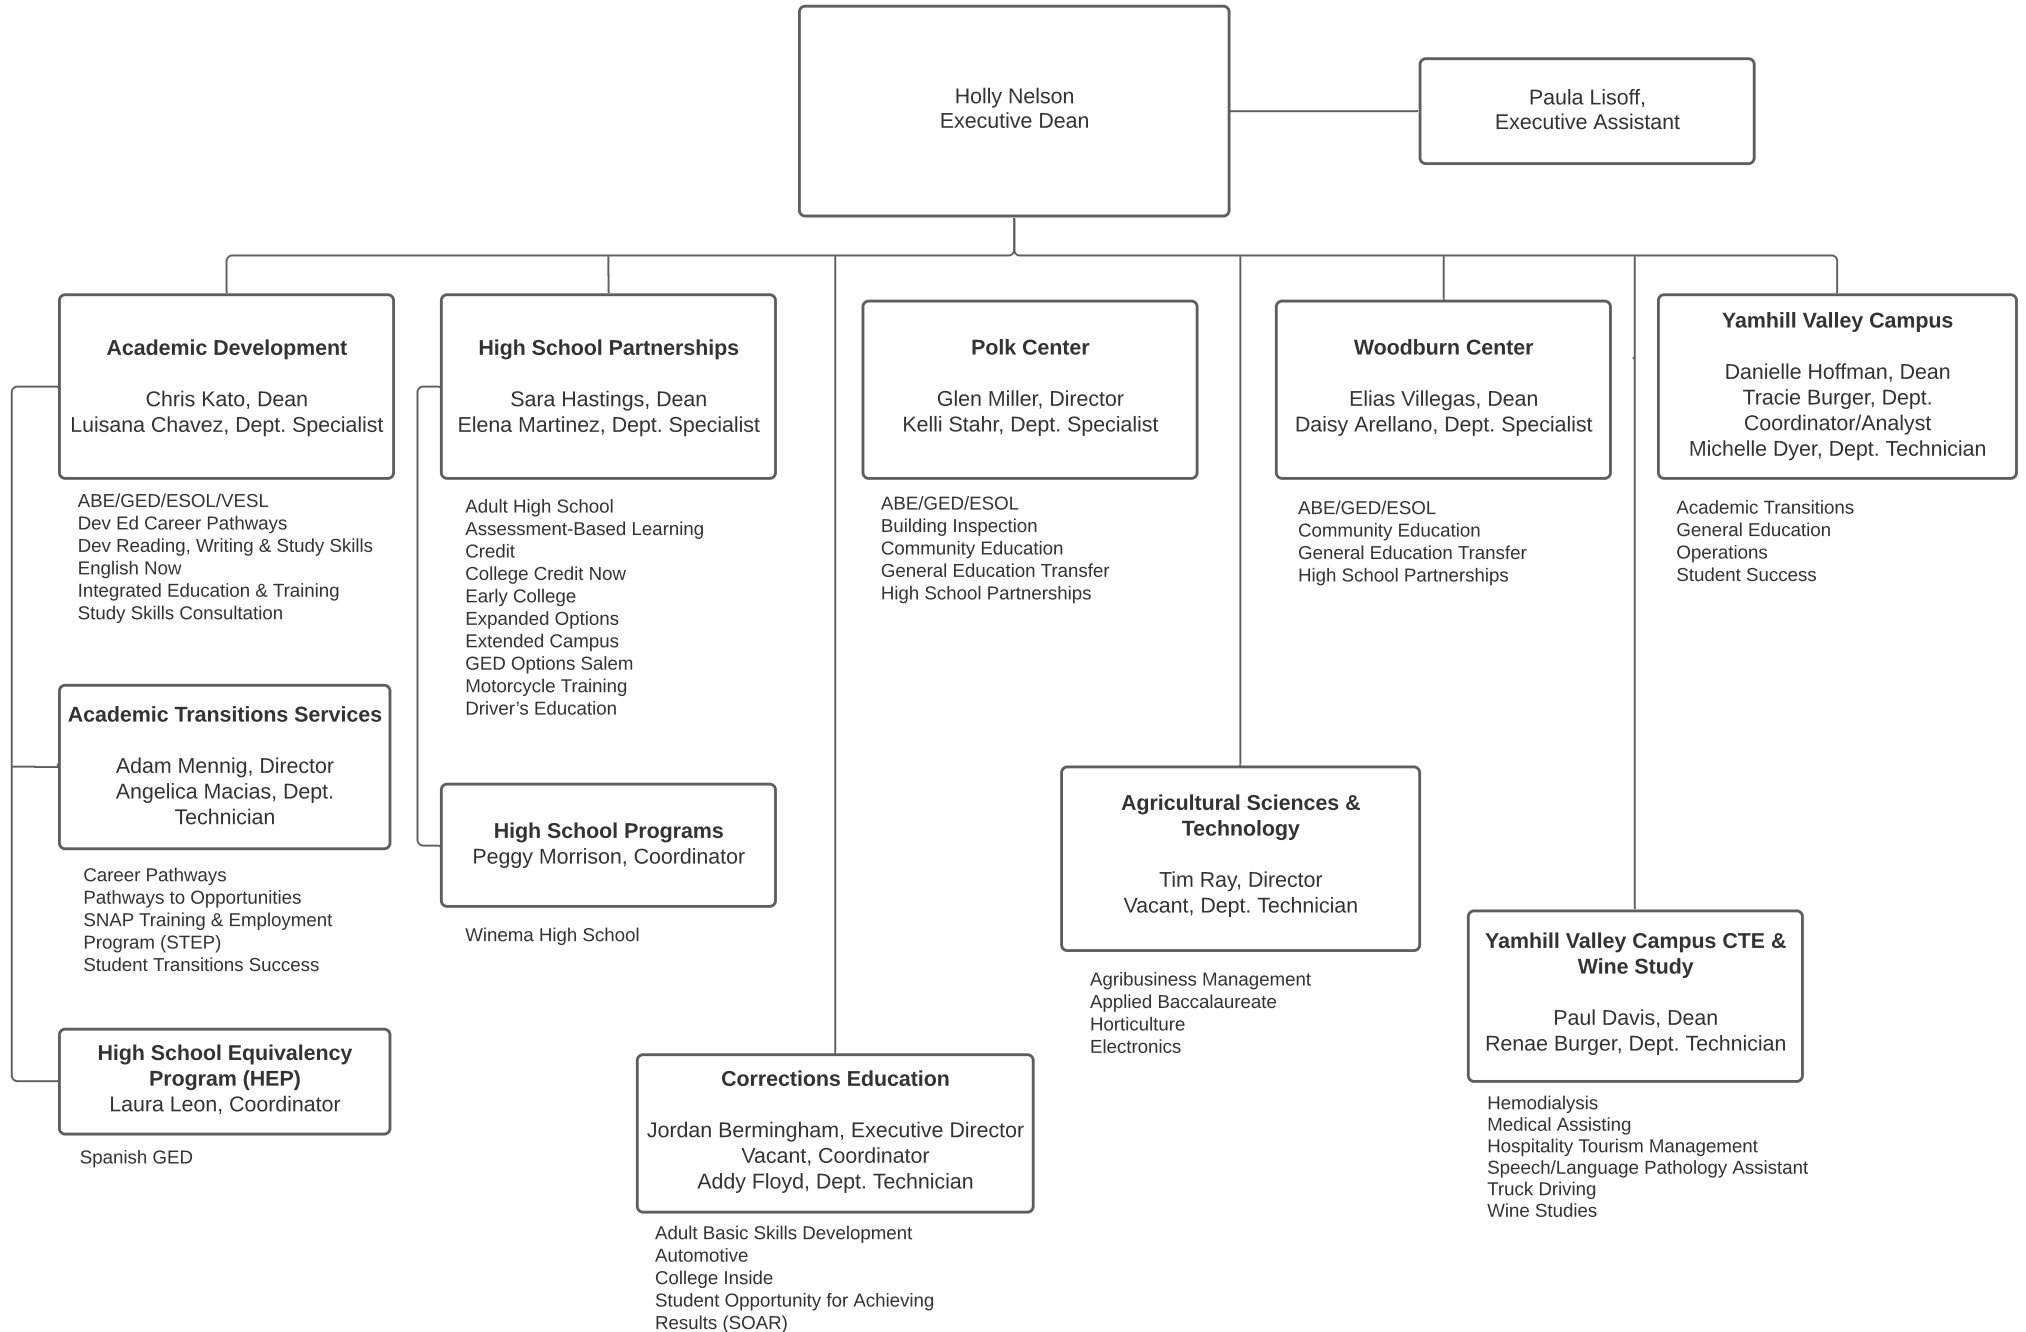 Holly Nelson
Executive Dean
Paula Lisoff,
Executive Assistant
Academic Development
Chris Kato, Dean
Luisana Chavez, Dept. Specialist
ABE/GED/ESOL/VESL
Dev Ed Career Pathways
Dev Reading, Writing & Study Skills
English Now
Integrated Education & Training
Study Skills Consultation
Academic Transitions Services
Adam Mennig, Director
Angelica Macias, Dept.
Technician
Career Pathways
Pathways to Opportunities
SNAP Training & Employment
Program (STEP)
Student Transitions Success
High School Equivalency
Program (HEP)
Laura Leon, Coordinator
Spanish GED
High School Partnerships
Sara Hastings, Dean
Elena Martinez, Dept. Specialist
Adult High School
Assessment-Based Learning
Credit
College Credit Now
Early College
Expanded Options
Extended Campus
GED Options Salem
Motorcycle Training
Driver’s Education
High School Programs
Peggy Morrison, Coordinator
Winema High School
Corrections Education
Jordan Bermingham, Executive Director
Vacant, Coordinator
Addy Floyd, Dept. Technician
Adult Basic Skills Development
Automotive
College Inside
Student Opportunity for Achieving
Results (SOAR)
Polk Center
Glen Miller, Director
Kelli Stahr, Dept. Specialist
ABE/GED/ESOL
Building Inspection
Community Education
General Education Transfer
High School Partnerships
Agricultural Sciences &
Technology
Tim Ray, Director
Vacant, Dept. Technician
Agribusiness Management
Applied Baccalaureate
Horticulture
Electronics
Woodburn Center
Elias Villegas, Dean
Daisy Arellano, Dept. Specialist
ABE/GED/ESOL
Community Education
General Education Transfer
High School Partnerships
Yamhill Valley Campus CTE &
Wine Study
Paul Davis, Dean
Renae Burger, Dept. Technician
Hemodialysis
Medical Assisting
Hospitality Tourism Management
Speech/Language Pathology Assistant
Truck Driving
Wine Studies
Yamhill Valley Campus
Danielle Hoffman, Dean
Tracie Burger, Dept.
Coordinator/Analyst
Michelle Dyer, Dept. Technician
Academic Transitions
General Education
Operations
Student Success